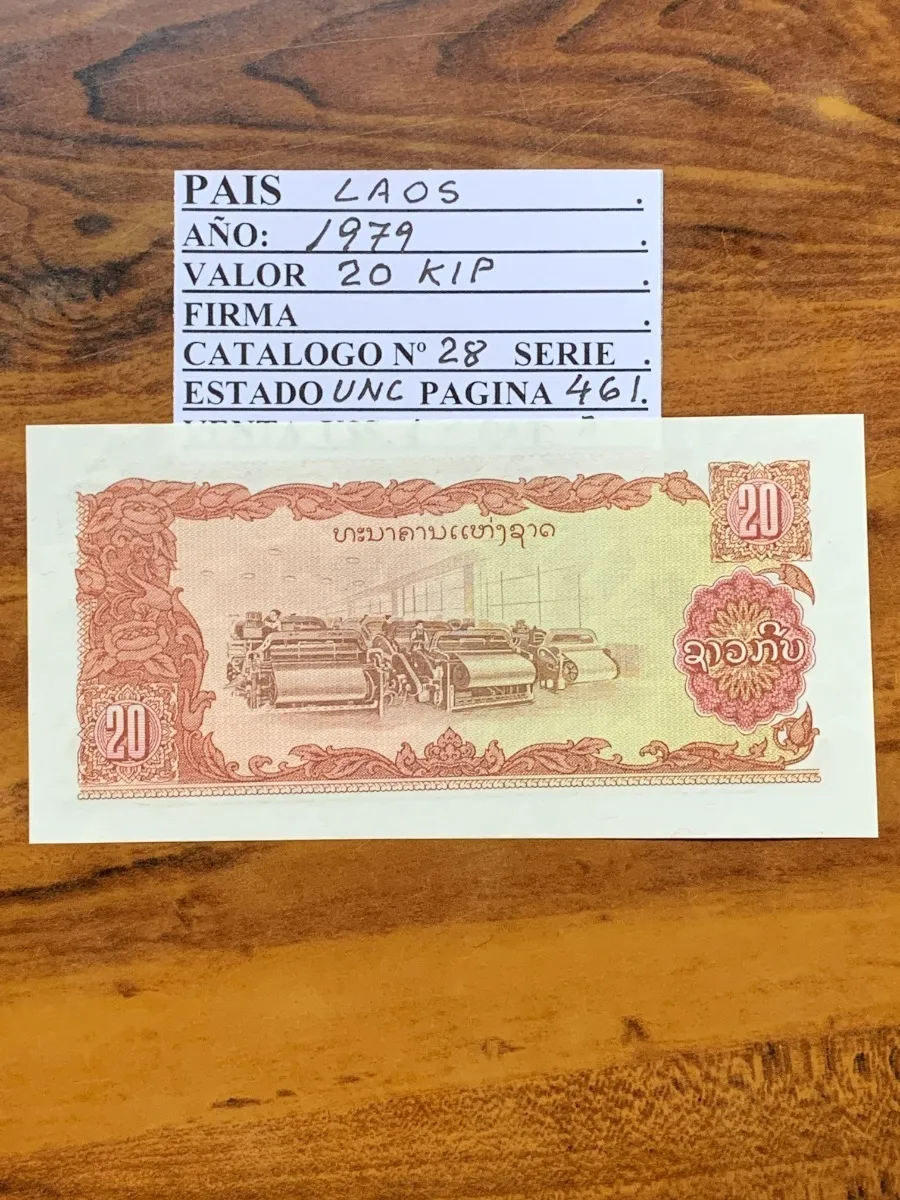 PAIS LAOS .
AÑO: 1979 .
VALOR 20 KIP .
FIRMA .
CATALOGO Nº 28 SERIE .
ESTADO UNC PAGINA 461.
20
ທະນາຄານແຫ່ງຊາດ
ຊາວກີບ
20